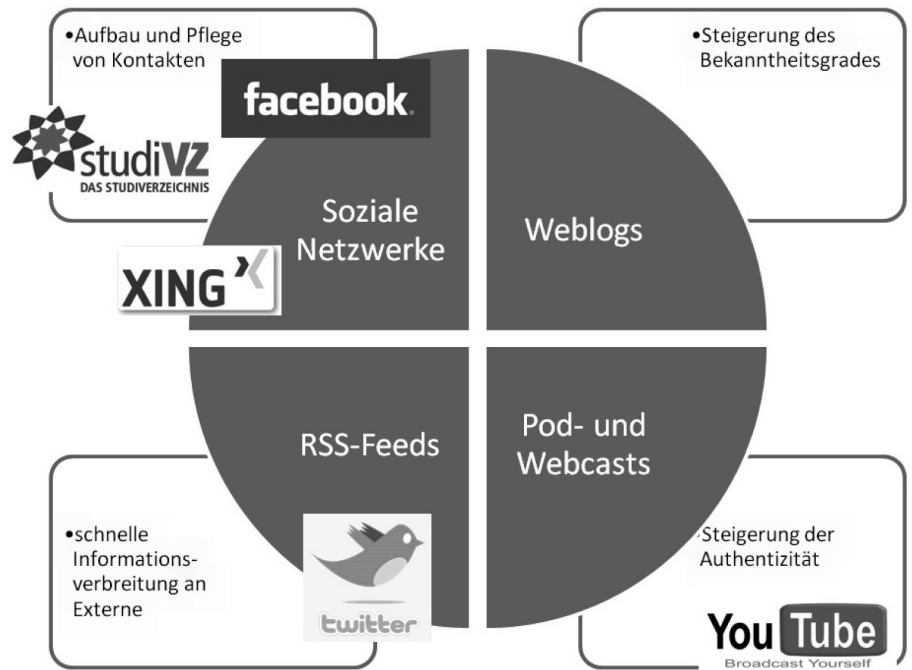 •Aufbau und Pflege
von Kontakten
facebook.
studiVZ
DAS STUDIVERZEICHNIS
XING
Soziale
Netzwerke
•Steigerung des
Bekanntheitsgrades
Weblogs
RSS-Feeds
•schnelle
Informations-
verbreitung an
Externe
twitter
Pod- und
Webcasts
•Steigerung der
Authentizität
YouTube
Broadcast Yourself